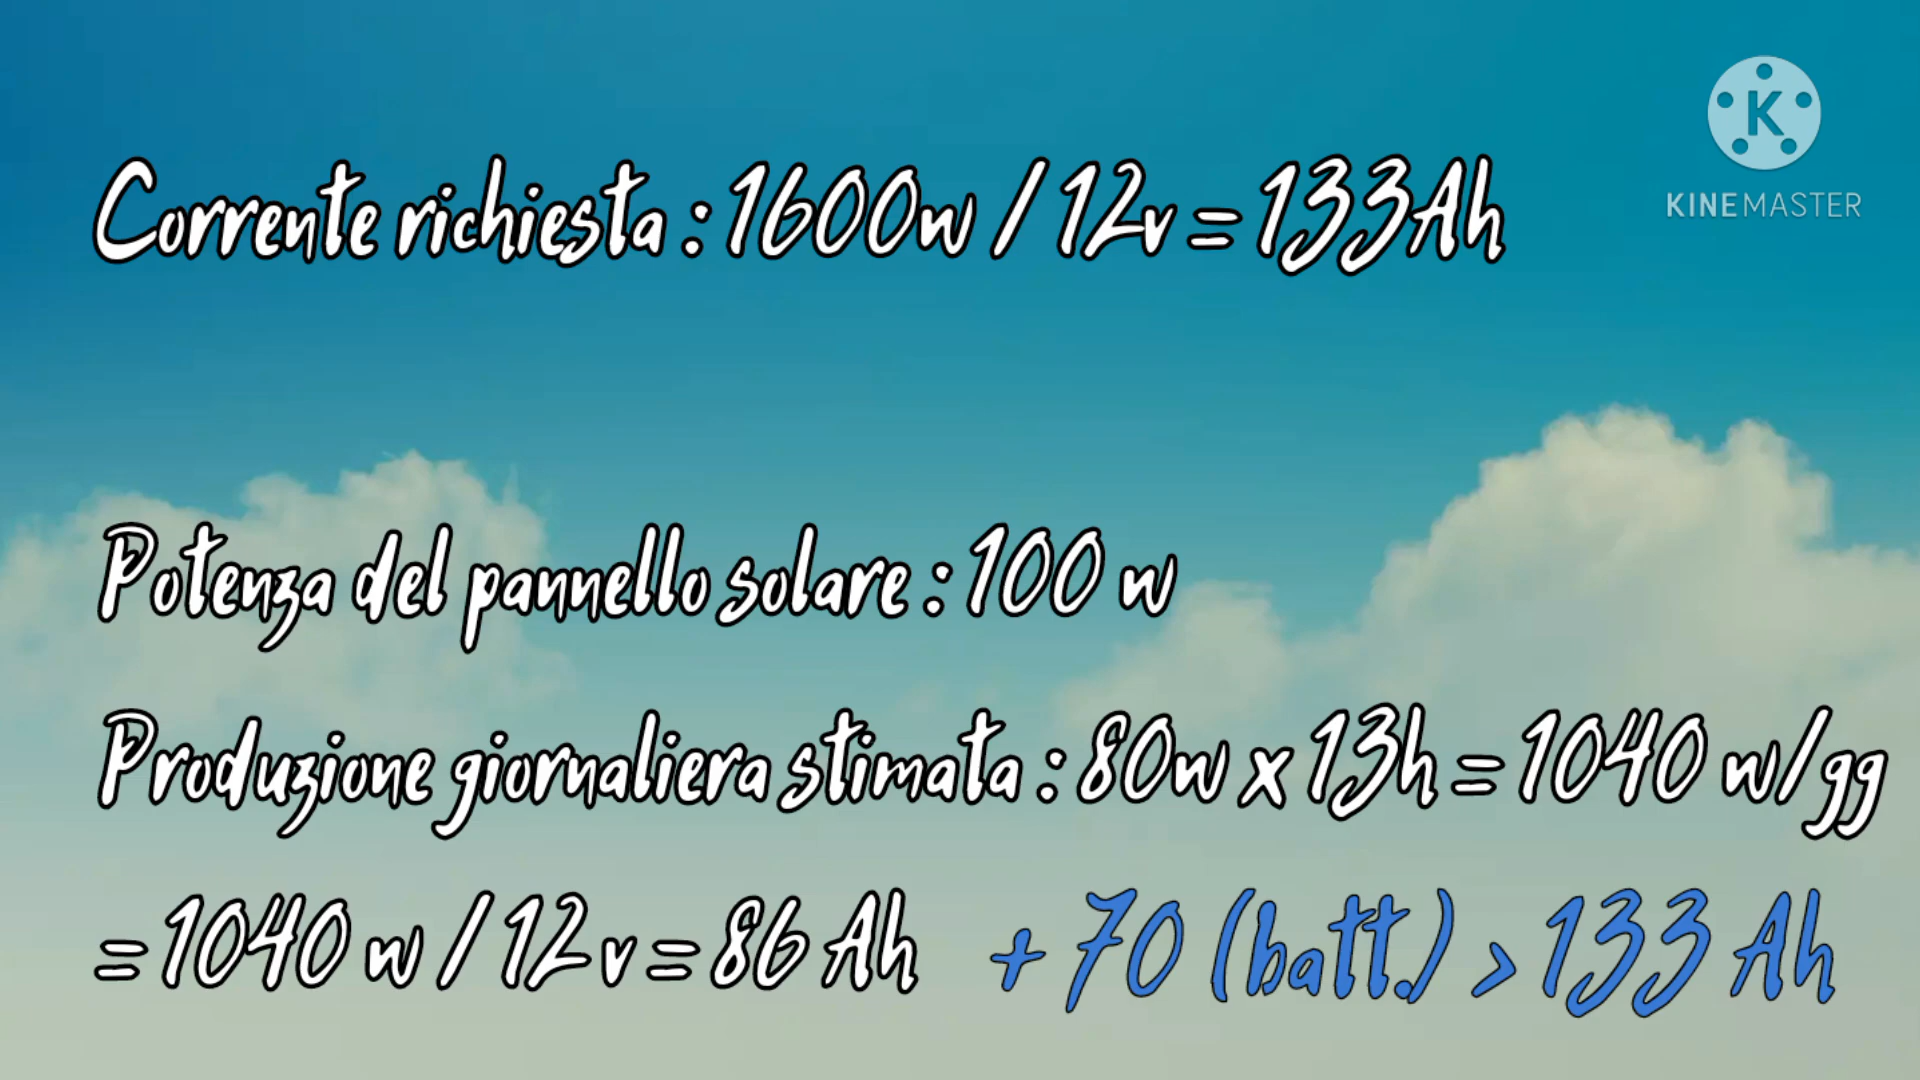 KINEMASTER
Corrente richiesta : 1600w / 12v = 133Ah
Potenza del pannello solare : 100 w
Produzione giornaliera stimata : 80w x 13h = 1040 w/gg
= 1040 w / 12 v = 86 Ah + 70 (batt.) > 133 Ah